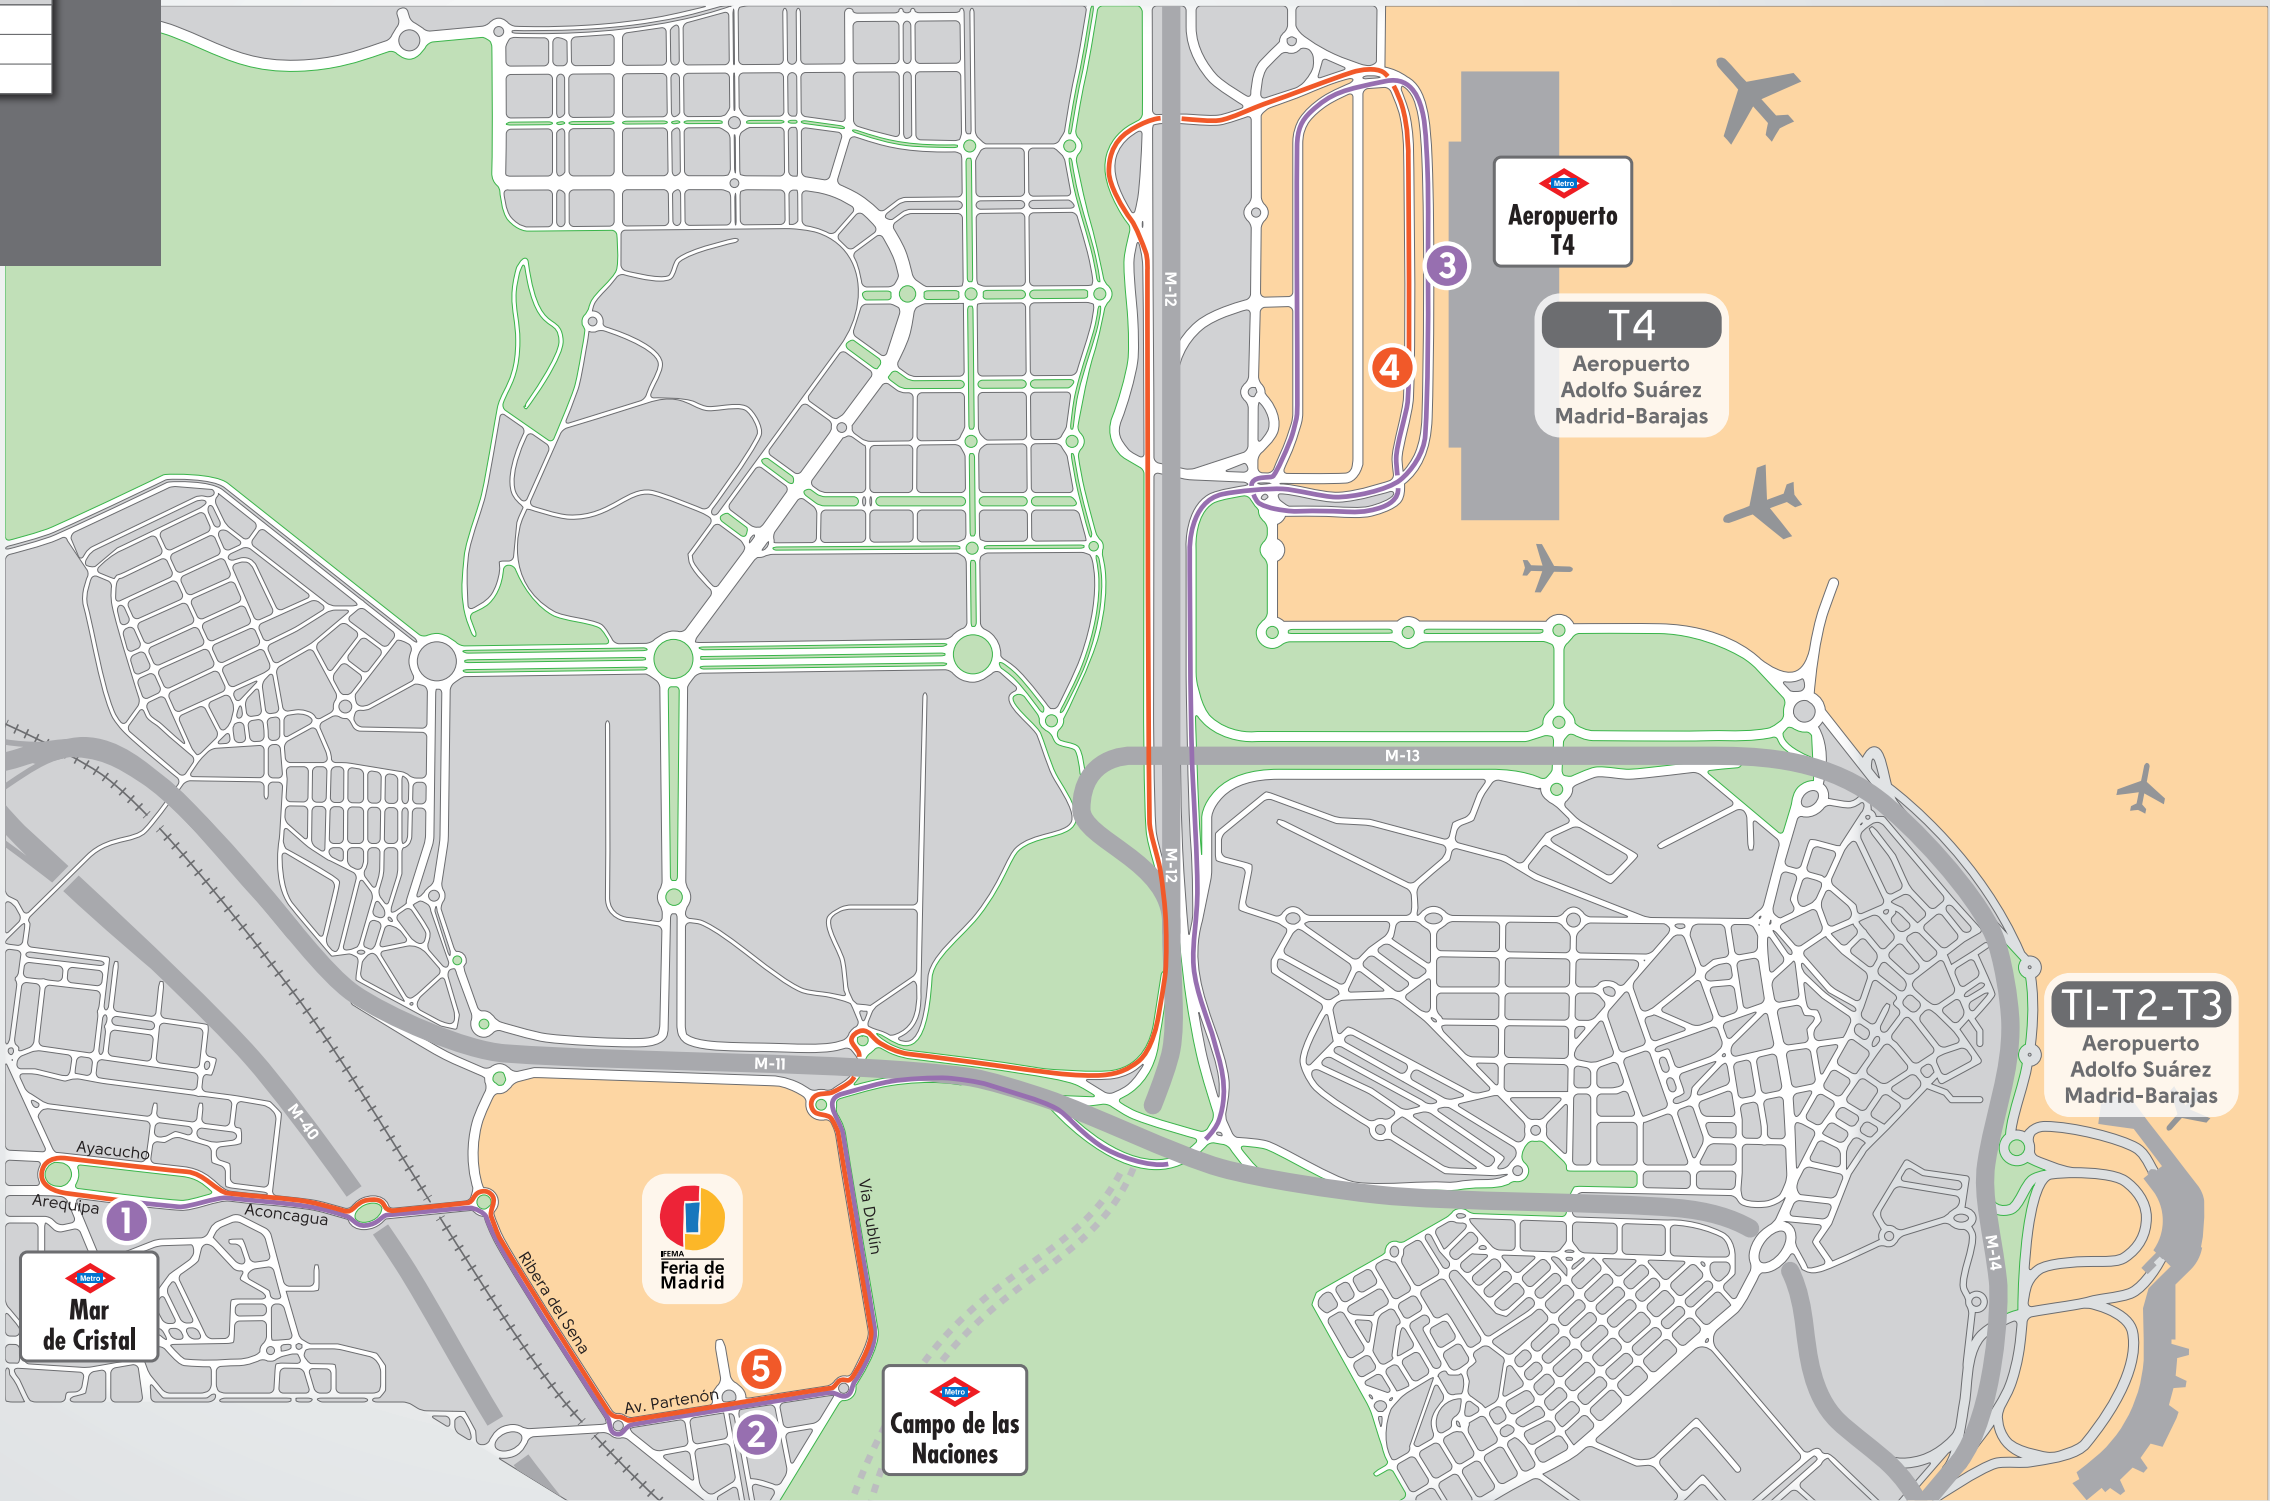 Metro
Aeropuerto
T4
3
M-12
T4
Aeropuerto
Adolfo Suárez
Madrid-Barajas
4
M-13
M-12
T1-T2-T3
Aeropuerto
Adolfo Suárez
Madrid-Barajas
M-11
M-40
Ayacucho
Arequipa
1
Aconcagua
Vía Dublín
IFEMA
Feria de
Madrid
Ribera del Sena
M-14
Metro
Mar
de Cristal
5
Av. Partenón
2
Metro
Campo de las
Naciones